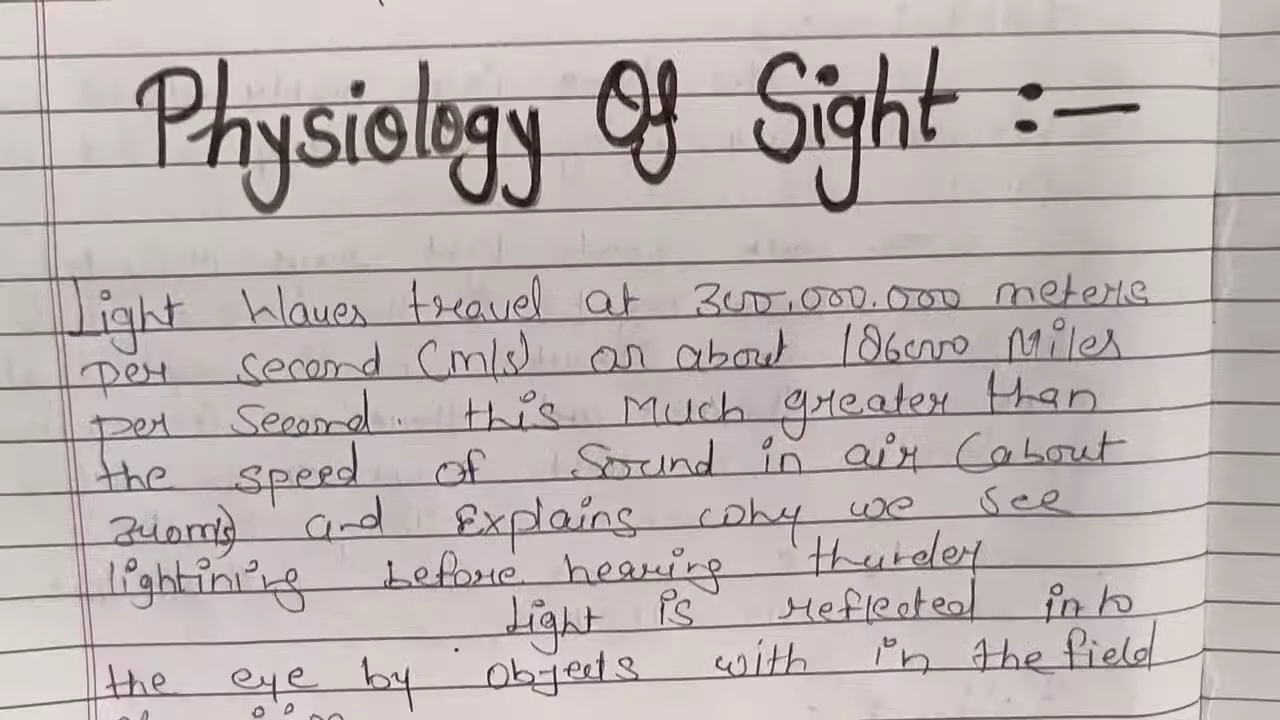 Physiology Of Sight :-
Light Waves travel at 300,000.000 meters
per second (m/s) or about 186000 Miles
per second. this Much greater than
the speed of Sound in air (about
340m/s) and Explains why we see
lightining before hearing thunder
Light is reflected into
the eye by objects with in the field